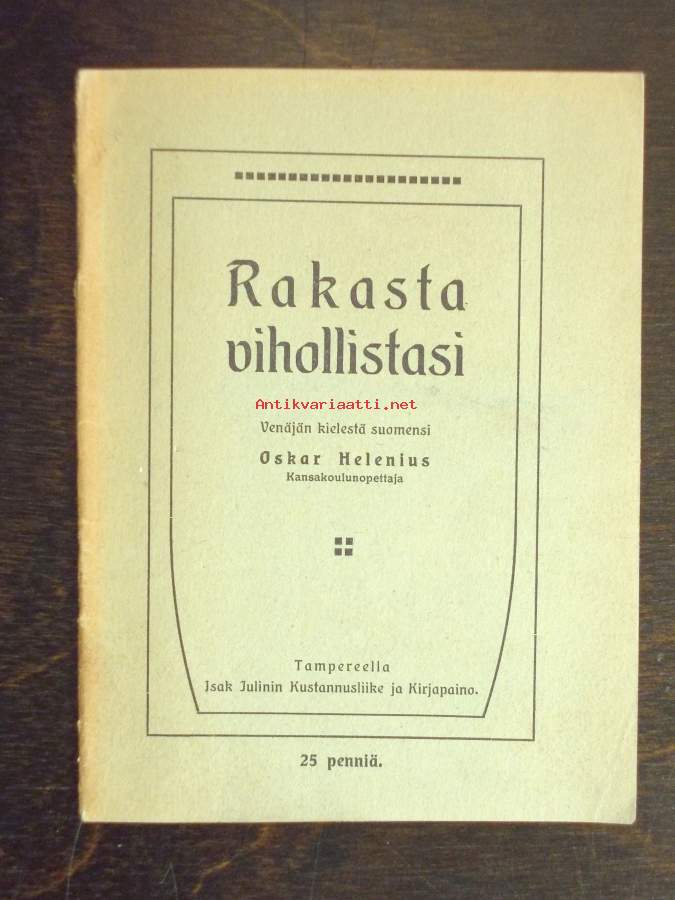 Rakasta
vihollistasi
Antikvariaatti.net
Venäjän kielestä suomensi
Oskar Helenius
Kansakoulunopettaja
Tampereella
Isak Julinin Kustannusliike ja Kirjapaino.
25 penniä.